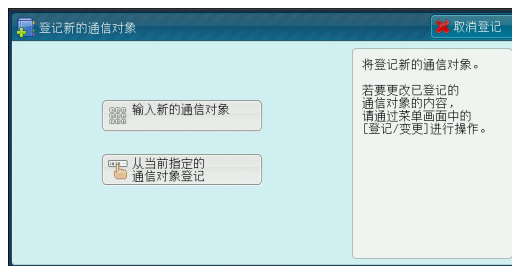 登记新的通信对象
取消登记
输入新的通信对象
从当前指定的
通信对象登记
将登记新的通信对象。
若要更改已登记的
通信对象的内容，
请通过菜单画面中的
[登记/变更]进行操作。